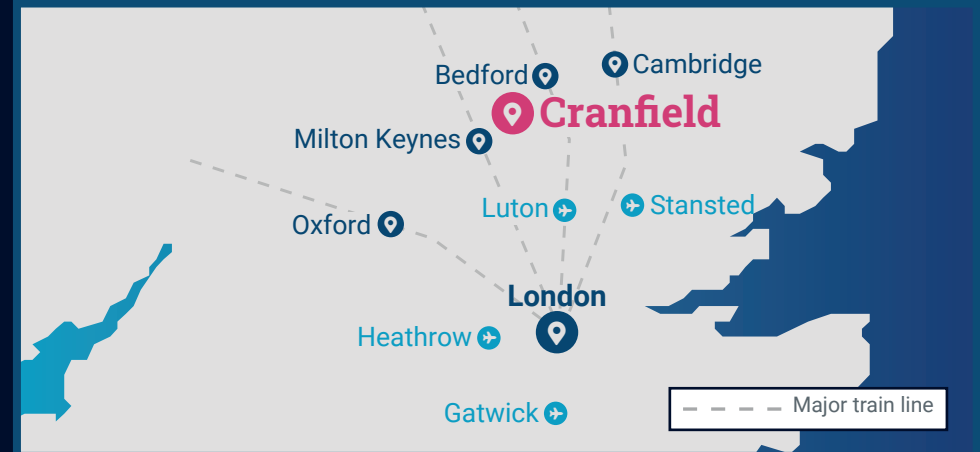 Cambridge
Bedford
Cranfield
Milton Keynes
Luton
Stansted
Oxford
London
Heathrow
Gatwick
Major train line